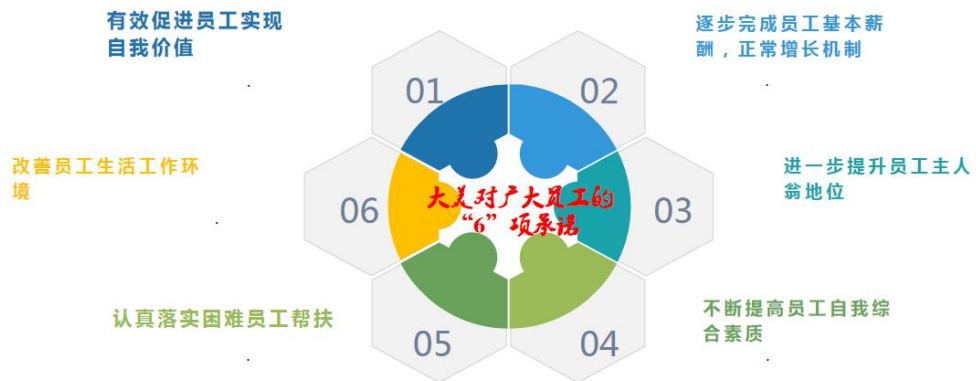 有效促进员工实现
自我价值
01
02
逐步完成员工基本薪
酬，正常增长机制
改善员工生活工作环
境
06
大美对广大员工的
“6”项承诺
03
进一步提升员工主人
翁地位
认真落实困难员工帮扶
05
04
不断提高员工自我综
合素质